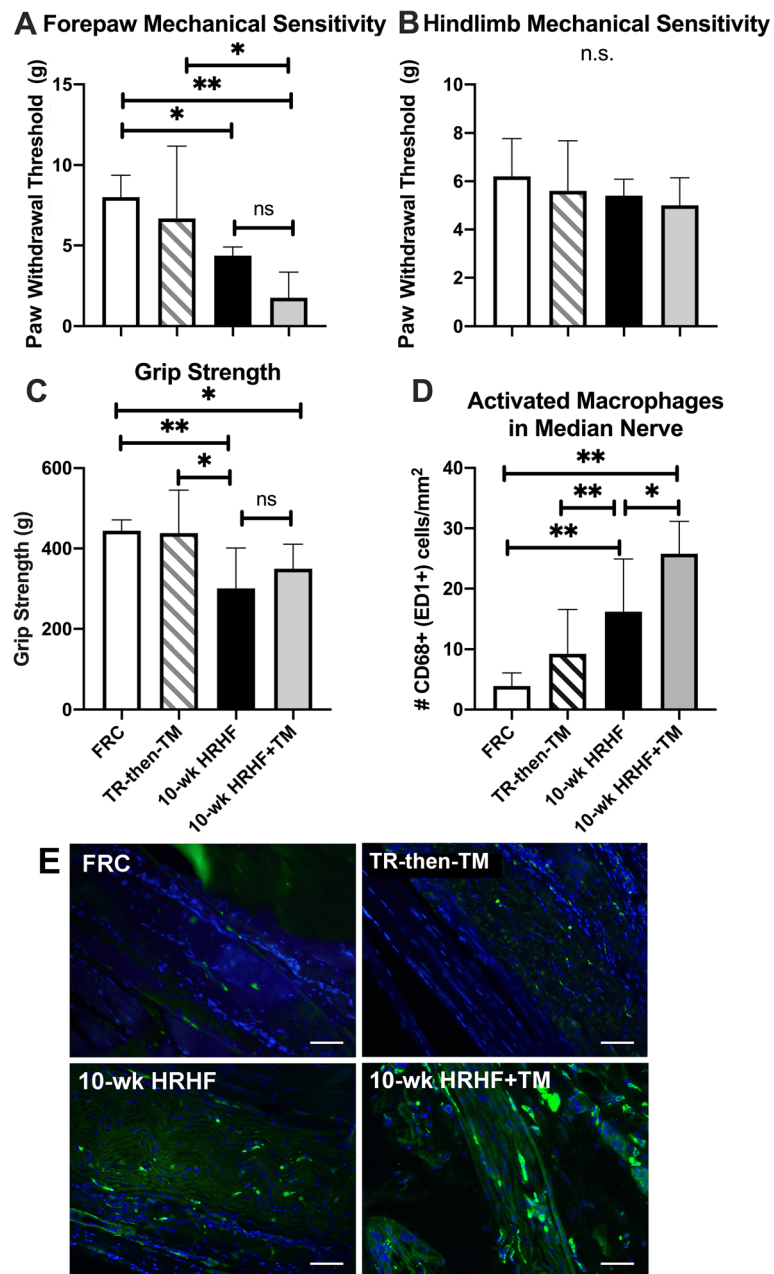 A Forepaw Mechanical Sensitivity
*
**
*
ns
Paw Withdrawal Threshold (g)
15
10
5
0
B Hindlimb Mechanical Sensitivity
n.s.
Paw Withdrawal Threshold (g)
10
8
6
4
2
0
C Grip Strength
*
**
*
ns
Grip Strength (g)
600
400
200
0
FRC
TR-then-TM
10-wk HRHF
10-wk HRHF+TM
D Activated Macrophages
in Median Nerve
**
**
*
**
# CD68+ (ED1+) cells/mm²
40
30
20
10
0
FRC
TR-then-TM
10-wk HRHF
10-wk HRHF+TM
E
FRC
TR-then-TM
10-wk HRHF
10-wk HRHF+TM